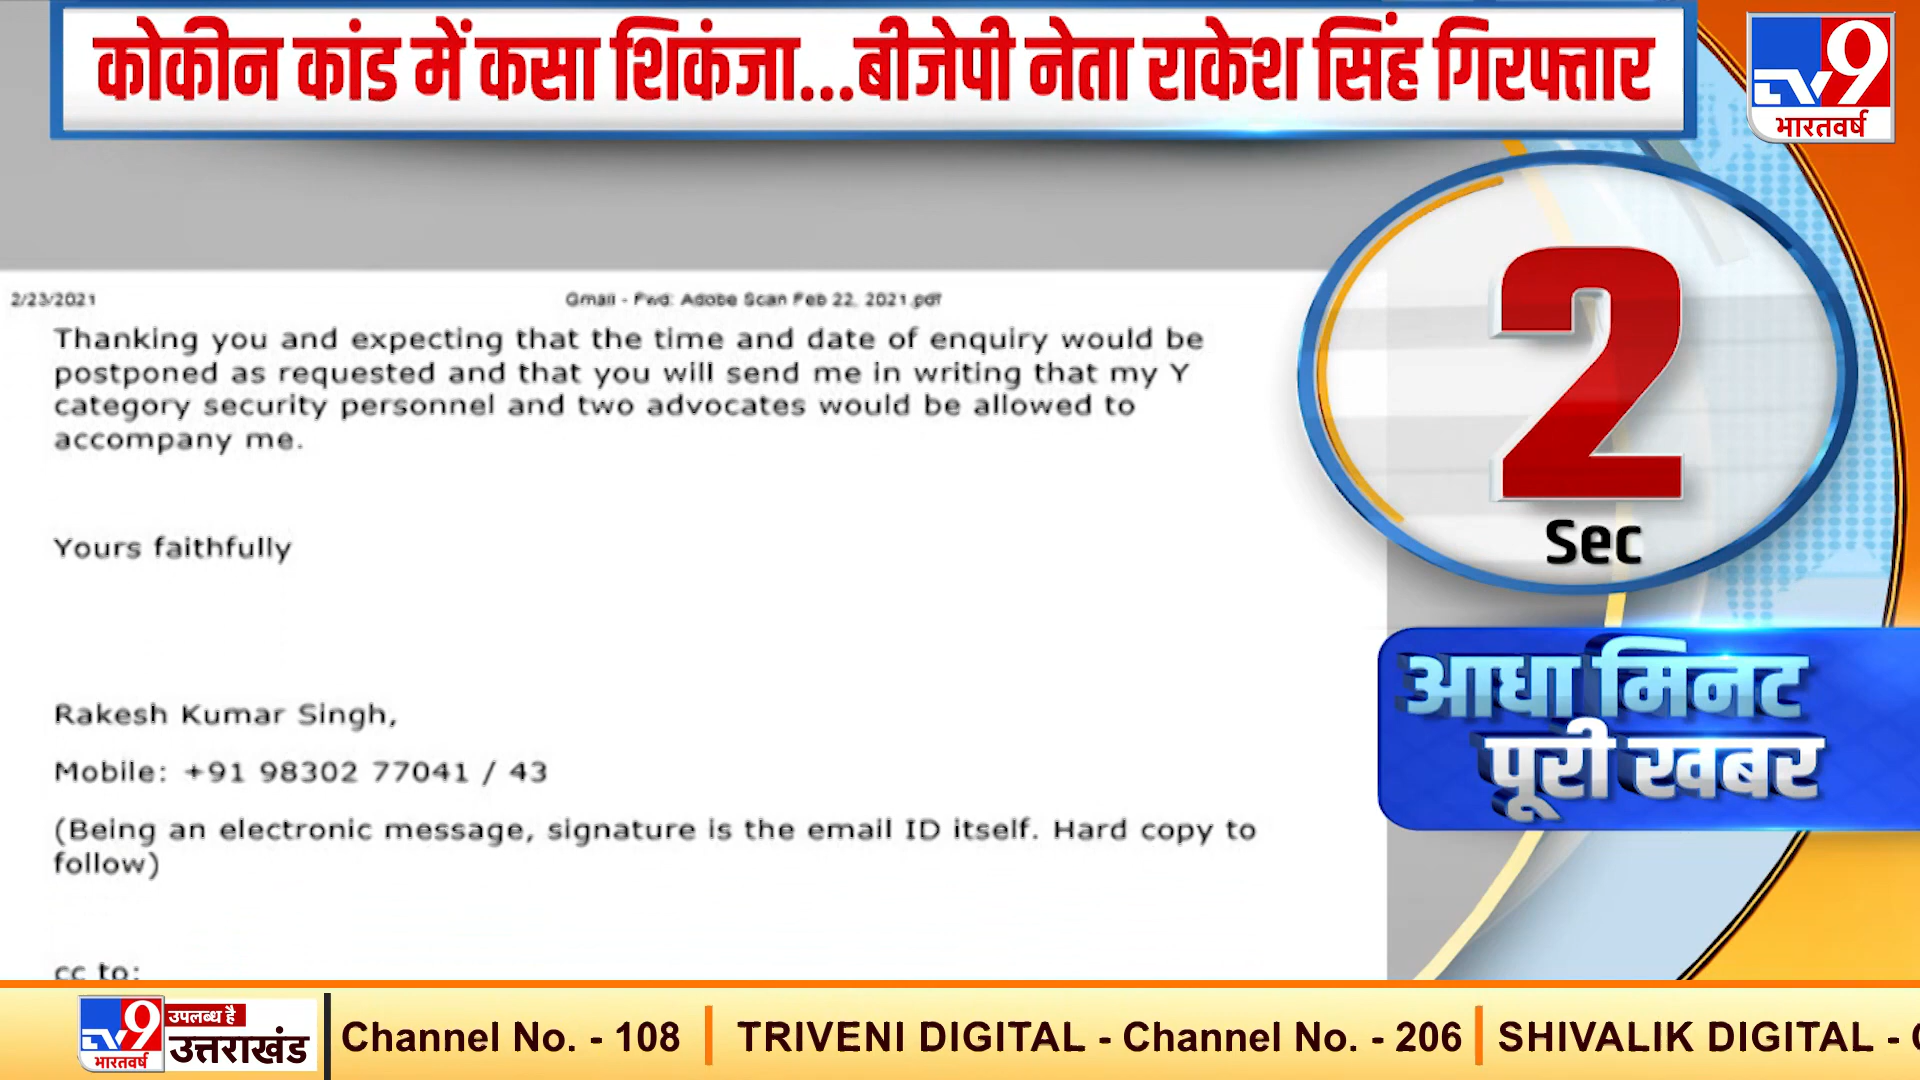 कोकीन कांड में कसा शिकंजा...बीजेपी नेता राकेश सिंह गिरफ्तार
TV9
भारतवर्ष
2/23/2021
Gmail - Fwd: Adobe Scan Feb 22, 2021.pdf
Thanking you and expecting that the time and date of enquiry would be
postponed as requested and that you will send me in writing that my Y
category security personnel and two advocates would be allowed to
accompany me.
Yours faithfully
Rakesh Kumar Singh,
Mobile: +91 98302 77041 / 43
(Being an electronic message, signature is the email ID itself. Hard copy to
follow)
cc to:
2
Sec
आधा मिनट
पूरी खबर
TV9
भारतवर्ष
उपलब्ध है
उत्तराखंड
Channel No. - 108
TRIVENI DIGITAL - Channel No. - 206
SHIVALIK DIGITAL -